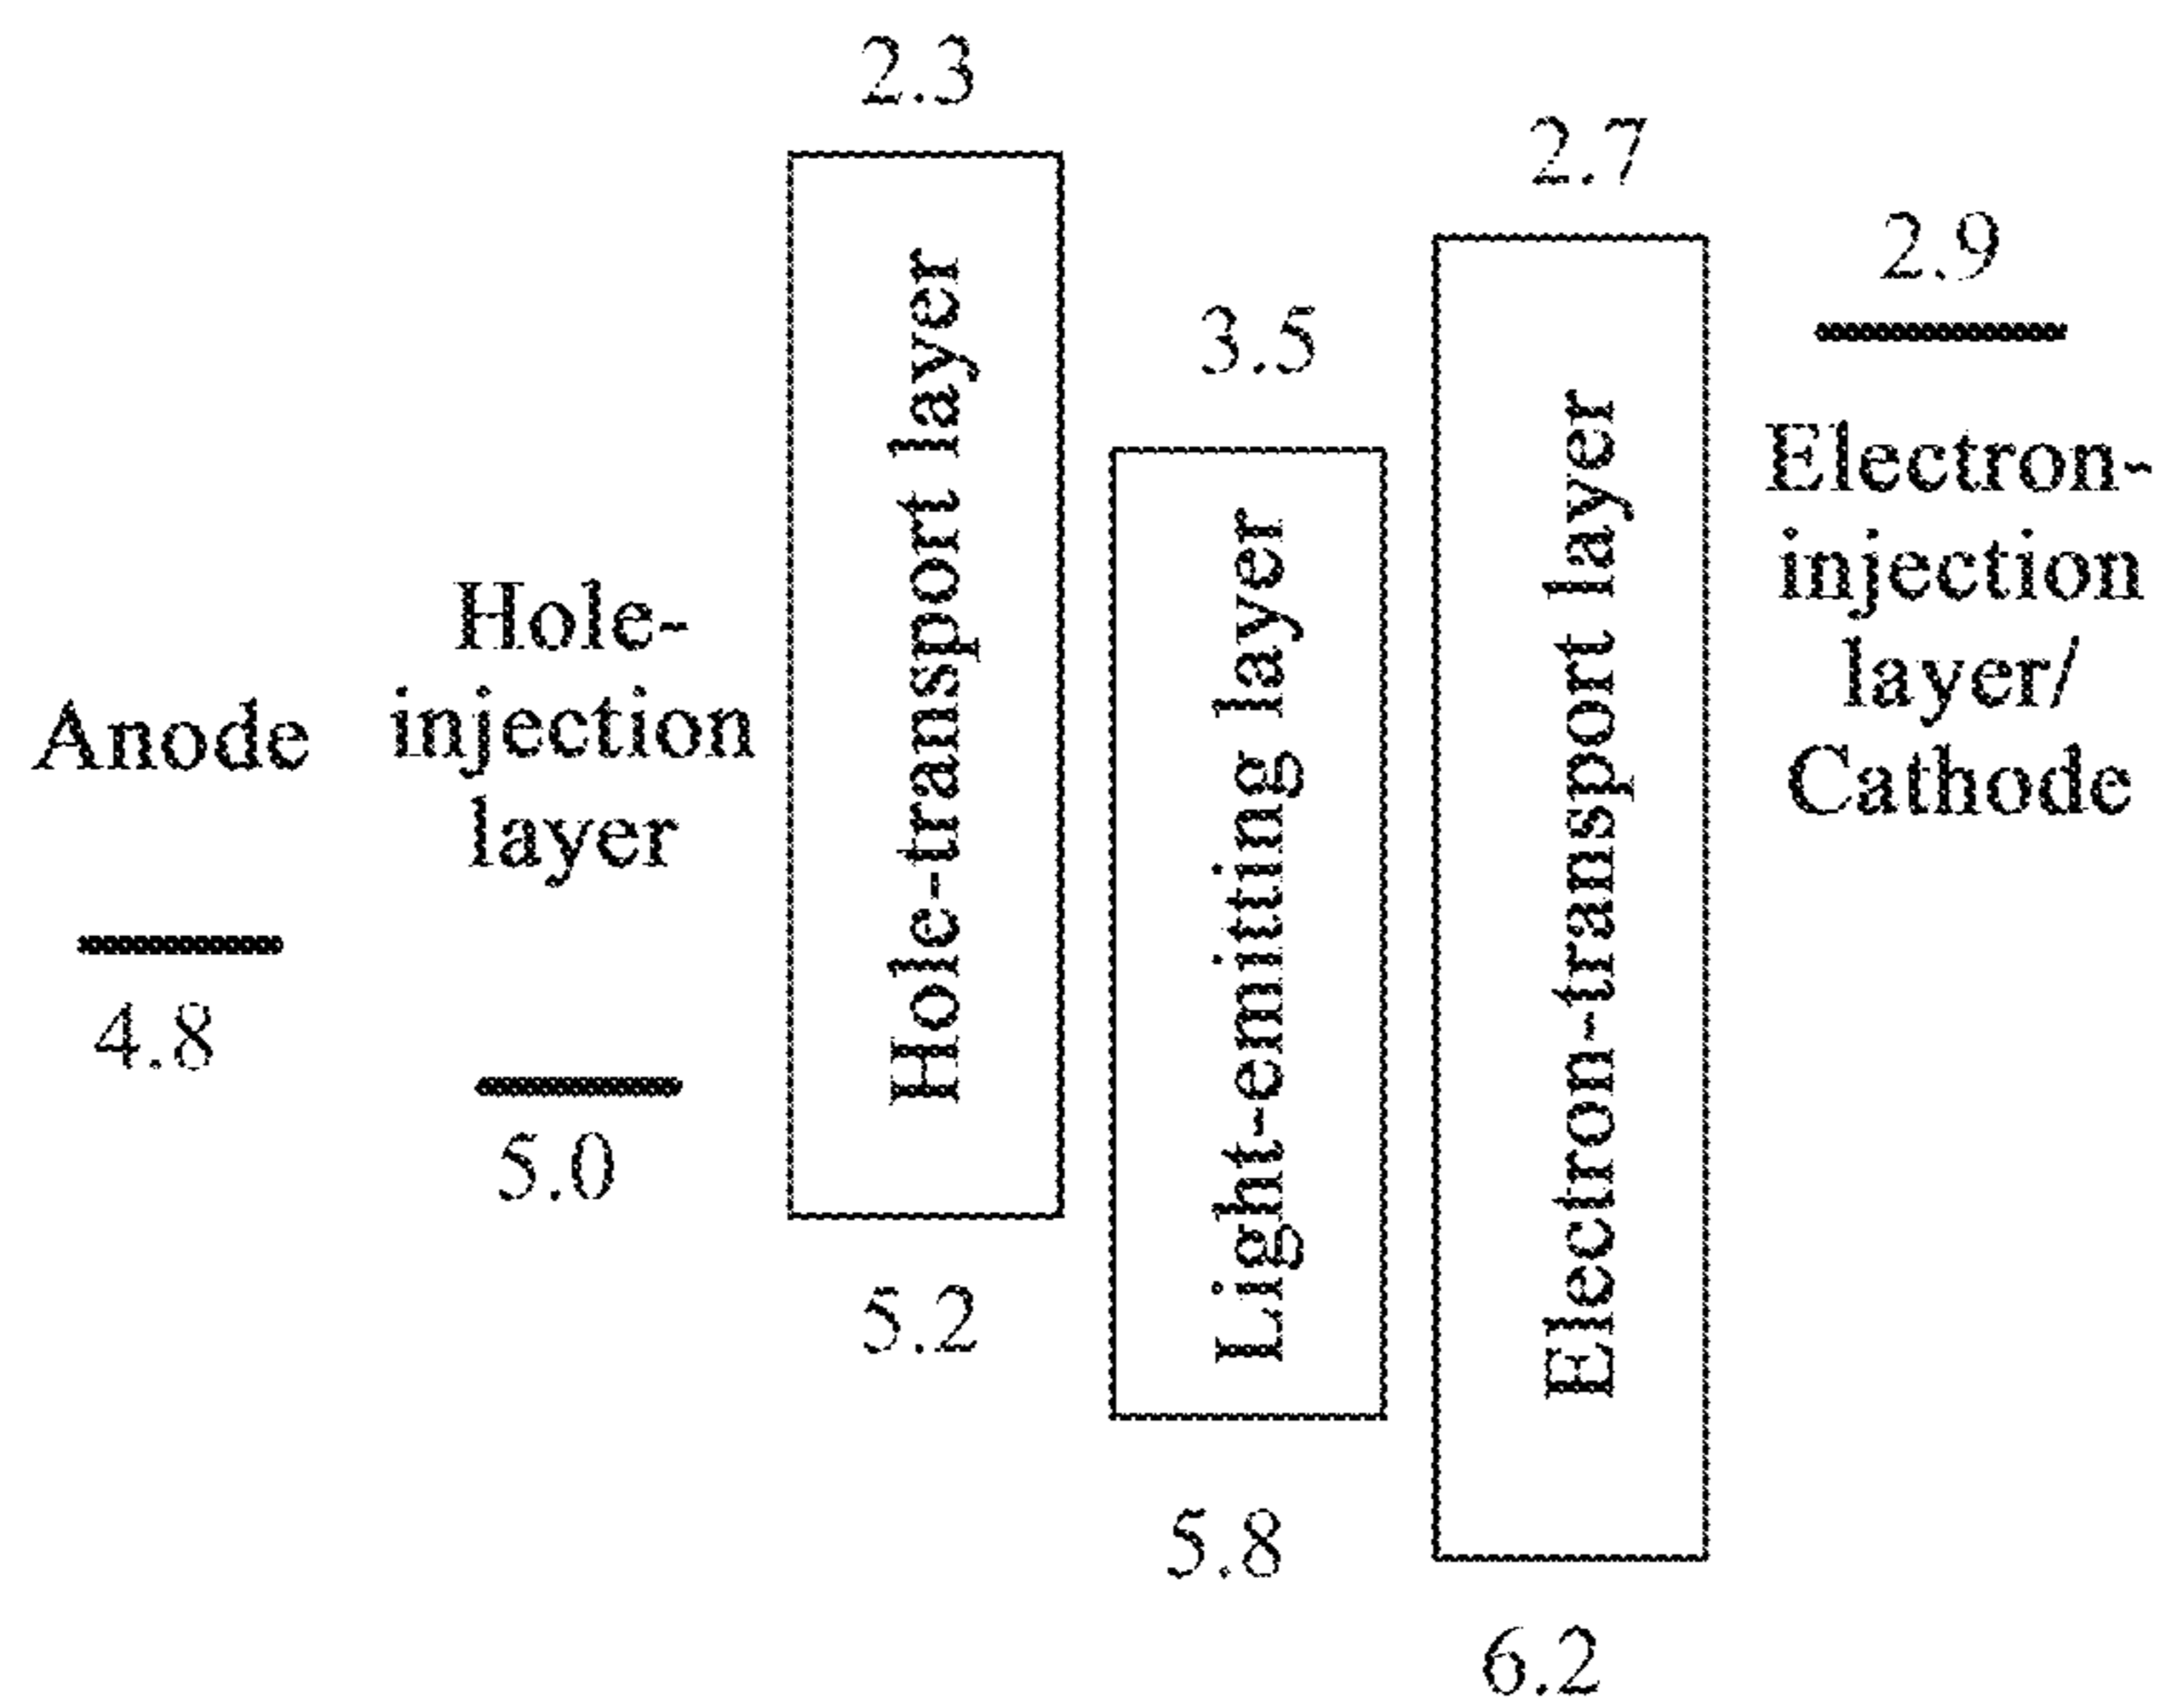 Anode
4.8
Hole-
injection
layer
5.0
2.3
Hole-transport layer
5.2
3.5
Light-emitting layer
5.8
2.7
Electron-transport layer
6.2
2.9
Electron-
injection
layer/
Cathode